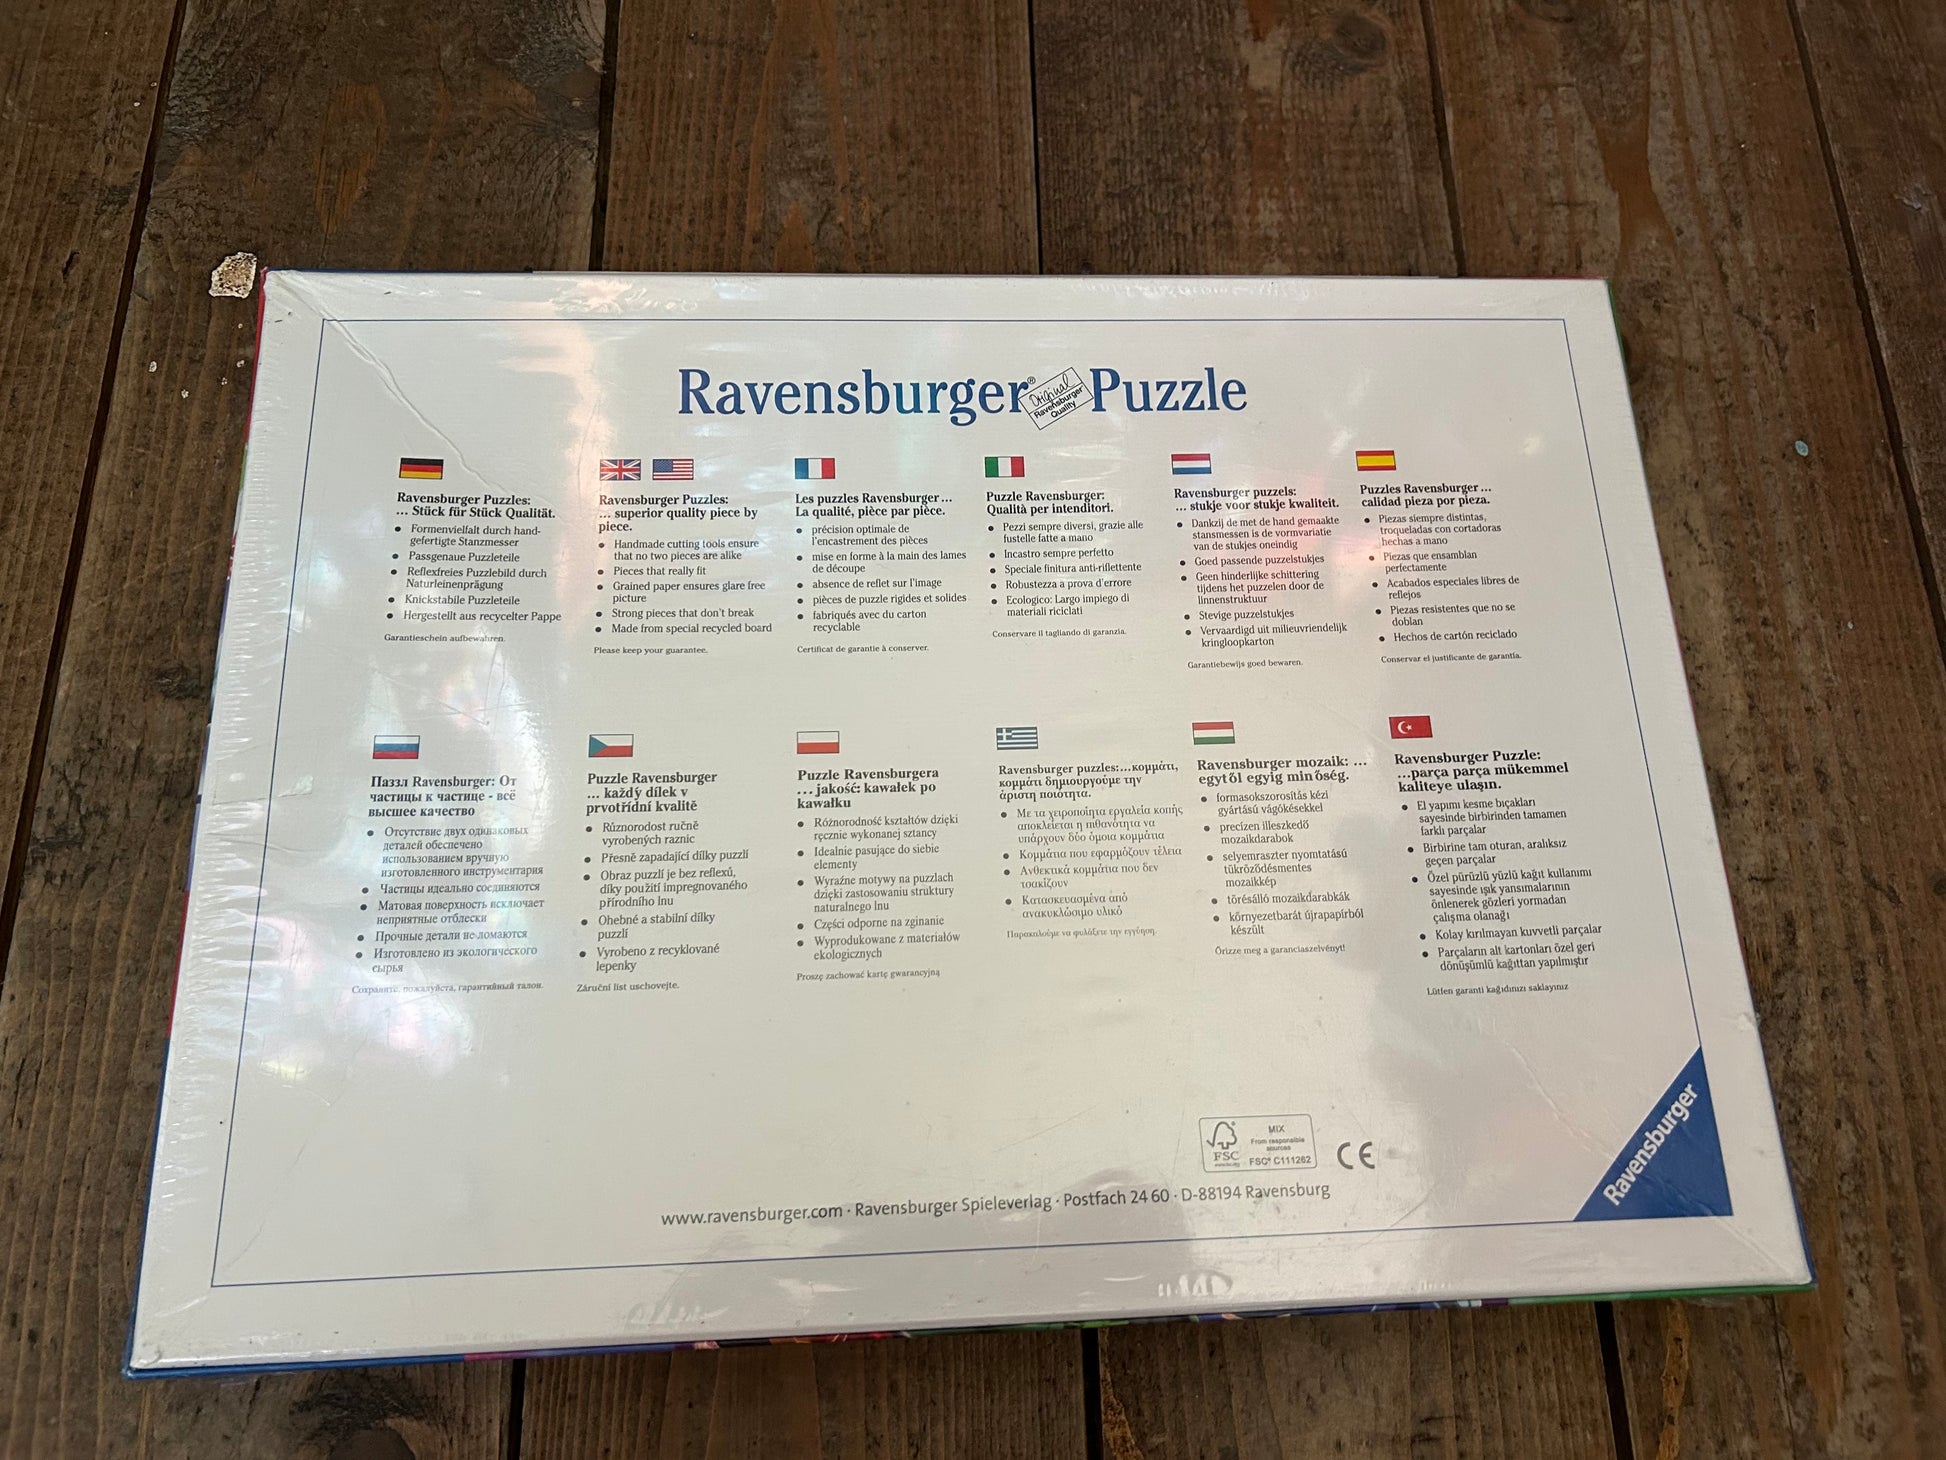 Ravensburger® Puzzle
Original
Ravensburger
Quality
Ravensburger Puzzles:
... Stück für Stück Qualität.
• Formenvielfalt durch hand-
gefertigte Stanzmesser
• Passgenaue Puzzleteile
• Reflexfreies Puzzlebild durch
Naturleinenprägung
• Knickstabile Puzzleteile
• Hergestellt aus recycelter Pappe
Garantieschein aufbewahren.
Ravensburger Puzzles:
... superior quality piece by
piece.
• Handmade cutting tools ensure
that no two pieces are alike
• Pieces that really fit
• Grained paper ensures glare free
picture
• Strong pieces that don't break
• Made from special recycled board
Please keep your guarantee.
Les puzzles Ravensburger...
La qualité, pièce par pièce.
• précision optimale de
l'encastrement des pièces
• mise en forme à la main des lames
de découpe
• absence de reflet sur l'image
• pièces de puzzle rigides et solides
• fabriqués avec du carton
recyclable
Certificat de garantie à conserver.
Puzzle Ravensburger:
Qualità per intenditori.
• Pezzi sempre diversi, grazie alle
fustelle fatte a mano
• Incastro sempre perfetto
• Speciale finitura anti-riflettente
• Robustezza a prova d'errore
• Ecologico: Largo impiego di
materiali riciclati
Conservare il tagliando di garanzia.
Ravensburger puzzels:
... stukje voor stukje kwaliteit.
• Dankzij de met de hand gemaakte
stansmessen is de vormvariatie
van de stukjes oneindig
• Goed passende puzzelstukjes
• Geen hinderlijke schittering
tijdens het puzzelen door de
linnenstruktuur
• Stevige puzzelstukjes
• Vervaardigd uit milieuvriendelijk
kringloopkarton
Garantiebewijs goed bewaren.
Puzzles Ravensburger...
calidad pieza por pieza.
• Piezas siempre distintas,
troqueladas con cortadoras
hechas a mano
• Piezas que ensamblan
perfectamente
• Acabados especiales libres de
reflejos
• Piezas resistentes que no se
doblan
• Hechos de cartón reciclado
Conservar el justificante de garantía.
Паззл Ravensburger: От
частицы к частице - всё
высшее качество
• Отсутствие двух одинаковых
деталей обеспечено
использованием вручную
изготовленного инструментария
• Частицы идеально соединяются
• Матовая поверхность исключает
неприятные отблески
• Прочные детали не ломаются
• Изготовлено из экологического
сырья
Сохраните, пожалуйста, гарантийный талон.
Puzzle Ravensburger
... každý dílek v
prvotřídní kvalitě
• Různorodost ručně
vyrobených raznic
• Přesně zapadající dílky puzzlí
• Obraz puzzlí je bez reflexů,
díky použití impregnovaného
přírodního lnu
• Ohebné a stabilní dílky
puzzlí
• Vyrobeno z recyklované
lepenky
Záruční list uschovejte.
Puzzle Ravensburgera
... jakość: kawałek po
kawałku
• Różnorodność kształtów dzięki
ręcznie wykonanej sztancy
• Idealnie pasujące do siebie
elementy
• Wyraźne motywy na puzzlach
dzięki zastosowaniu struktury
naturalnego lnu
• Części odporne na zginanie
• Wyprodukowane z materiałów
ekologicznych
Proszę zachować kartę gwarancyjną
Ravensburger puzzles:...κομμάτι,
κομμάτι δημιουργούμε την
άριστη ποιότητα.
• Με τα χειροποίητα εργαλεία κοπής
αποκλείεται η πιθανότητα να
υπάρχουν δύο όμοια κομμάτια
• Κομμάτια που εφαρμόζουν τέλεια
• Ανθεκτικά κομμάτια που δεν
τσακίζουν
• Κατασκευασμένα από
ανακυκλώσιμο υλικό
Παρακαλούμε να φυλάξετε την εγγύηση.
Ravensburger mozaik: ...
egytől egyig minőség.
• formasokszorosítás kézi
gyártású vágókésekkel
• precízen illeszkedő
mozaikdarabok
• selyemraszter nyomtatású
tükröződésmentes
mozaikkép
• törésálló mozaikdarabkák
• környezetbarát újrapapírból
készült
Őrizze meg a garanciaszelvényt!
Ravensburger Puzzle:
...parça parça mükemmel
kaliteye ulaşın.
• El yapımı kesme bıçakları
sayesinde birbirinden tamamen
farklı parçalar
• Birbirine tam oturan, aralıksız
geçen parçalar
• Özel pürüzlü yüzlü kağıt kullanımı
sayesinde ışık yansımalarının
önlenerek gözleri yormadan
çalışma olanağı
• Kolay kırılmayan kuvvetli parçalar
• Parçaların alt kartonları özel geri
dönüşümlü kağıttan yapılmıştır
Lütfen garanti kağıdınızı saklayınız
FSC
MIX
From responsible
sources
FSC® C111262
CE
www.ravensburger.com · Ravensburger Spieleverlag · Postfach 24 60 · D-88194 Ravensburg
Ravensburger